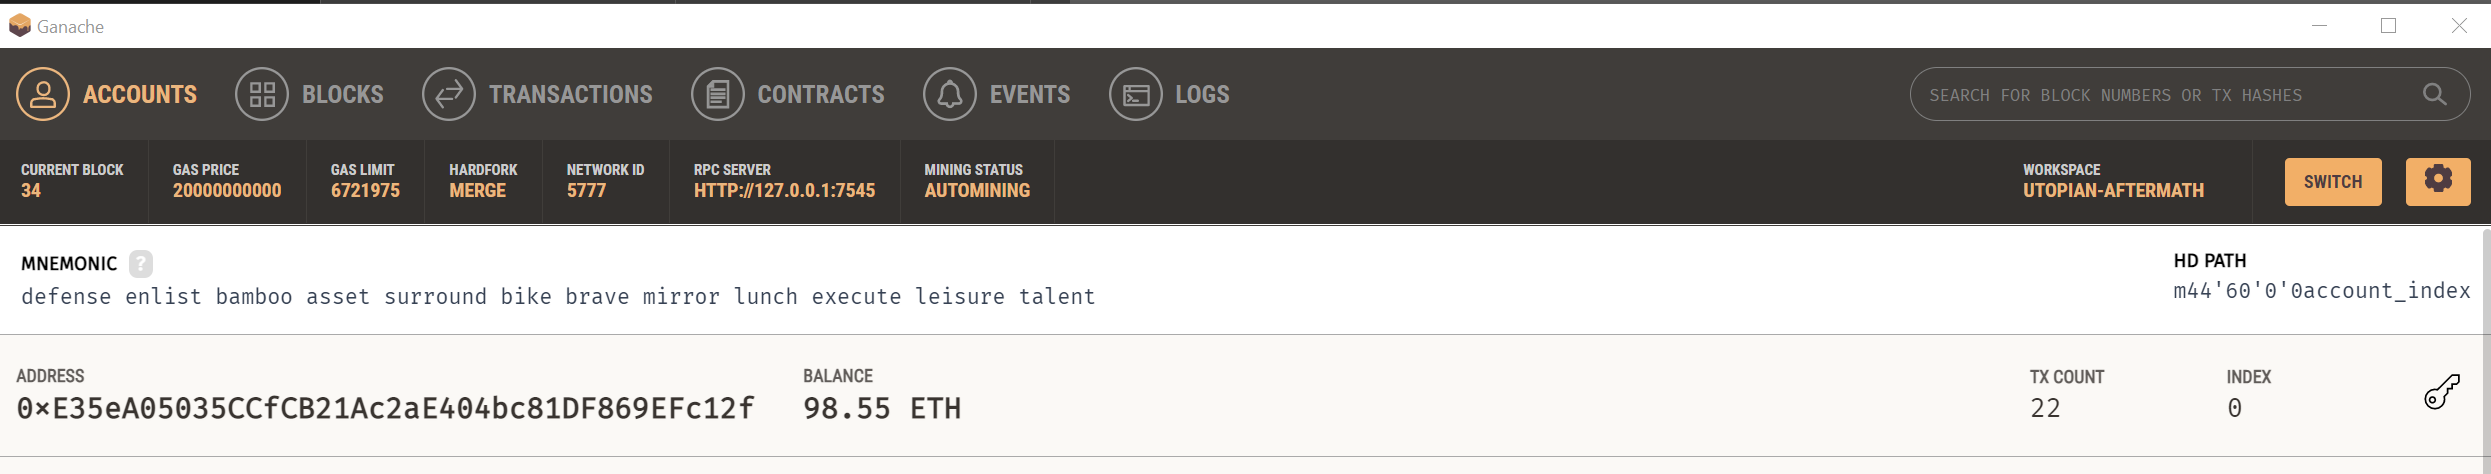 Ganache
ACCOUNTS BLOCKS TRANSACTIONS CONTRACTS EVENTS LOGS SEARCH FOR BLOCK NUMBERS OR TX HASHES
CURRENT BLOCK GAS PRICE GAS LIMIT HARDFORK NETWORK ID RPC SERVER MINING STATUS WORKSPACE
34 20000000000 6721975 MERGE 5777 HTTP://127.0.0.1:7545 AUTOMINING UTOPIAN-AFTERMATH SWITCH
MNEMONIC ? HD PATH
defense enlist bamboo asset surround bike brave mirror lunch execute leisure talent m44'60'0'0account_index
ADDRESS BALANCE TX COUNT INDEX
0×E35eA05035CCfCB21Ac2aE404bc81DF869EFc12f 98.55 ETH 22 0